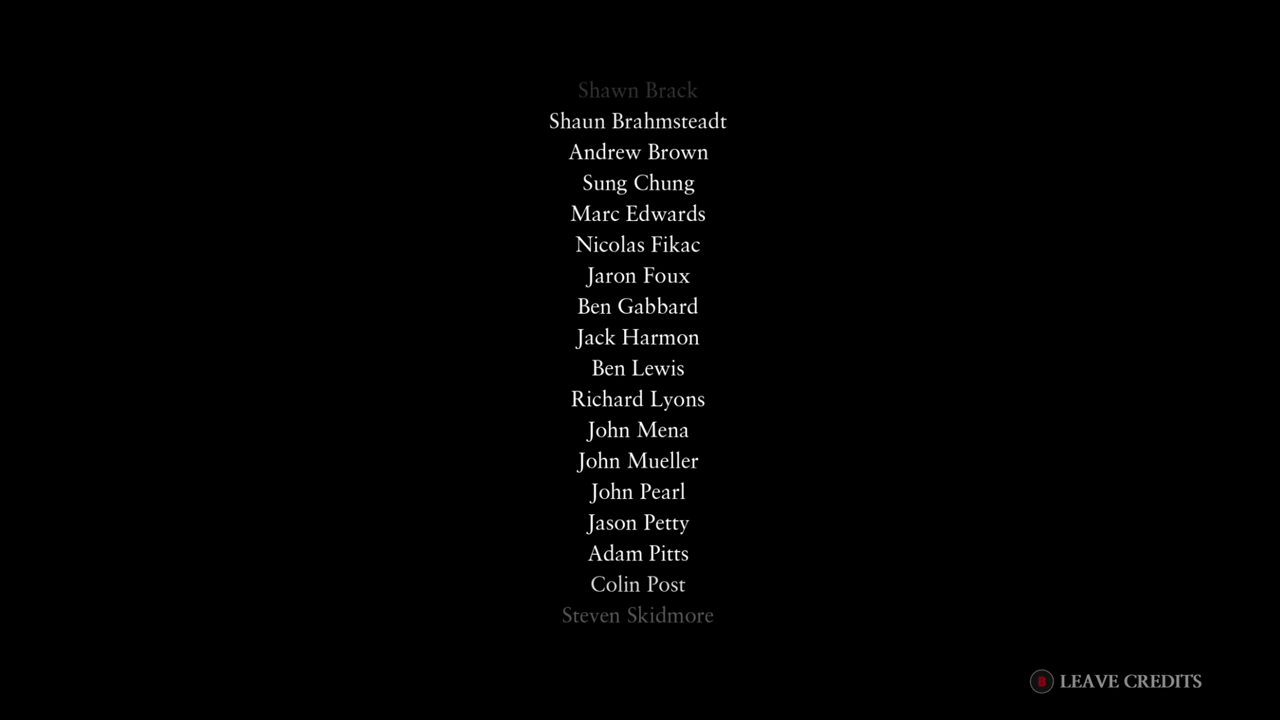 Shawn Brack
Shaun Brahmsteadt
Andrew Brown
Sung Chung
Marc Edwards
Nicolas Fikac
Jaron Foux
Ben Gabbard
Jack Harmon
Ben Lewis
Richard Lyons
John Mena
John Mueller
John Pearl
Jason Petty
Adam Pitts
Colin Post
Steven Skidmore
B LEAVE CREDITS